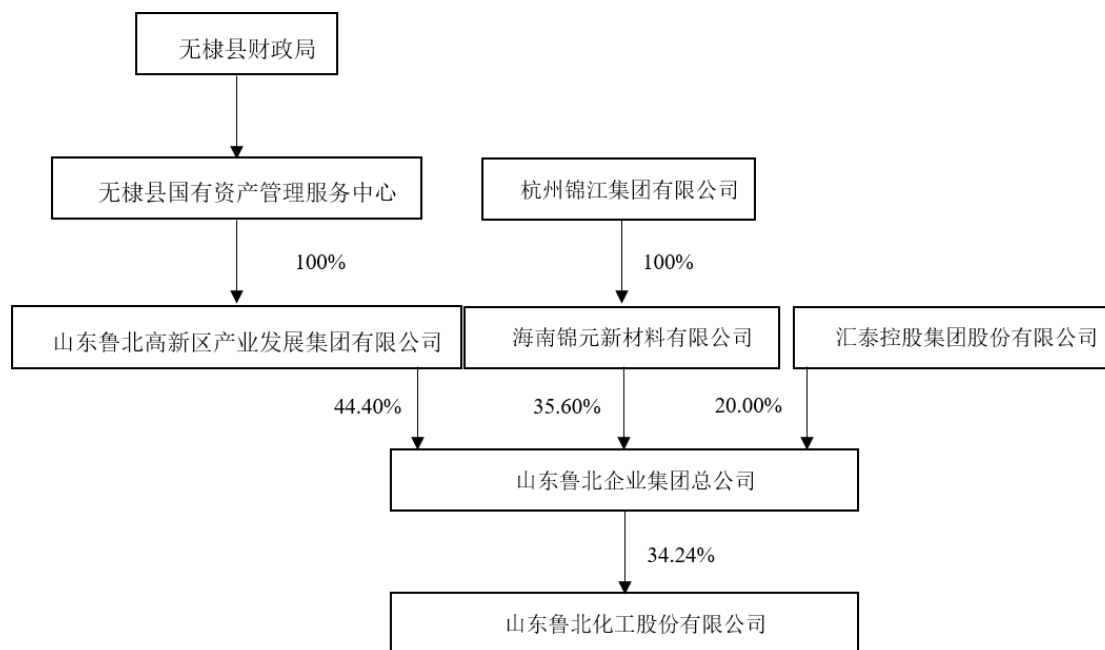 无棣县财政局
无棣县国有资产管理服务中心
杭州锦江集团有限公司
100%
100%
山东鲁北高新区产业发展集团有限公司
海南锦元新材料有限公司
汇泰控股集团股份有限公司
44.40%
35.60%
20.00%
山东鲁北企业集团总公司
34.24%
山东鲁北化工股份有限公司